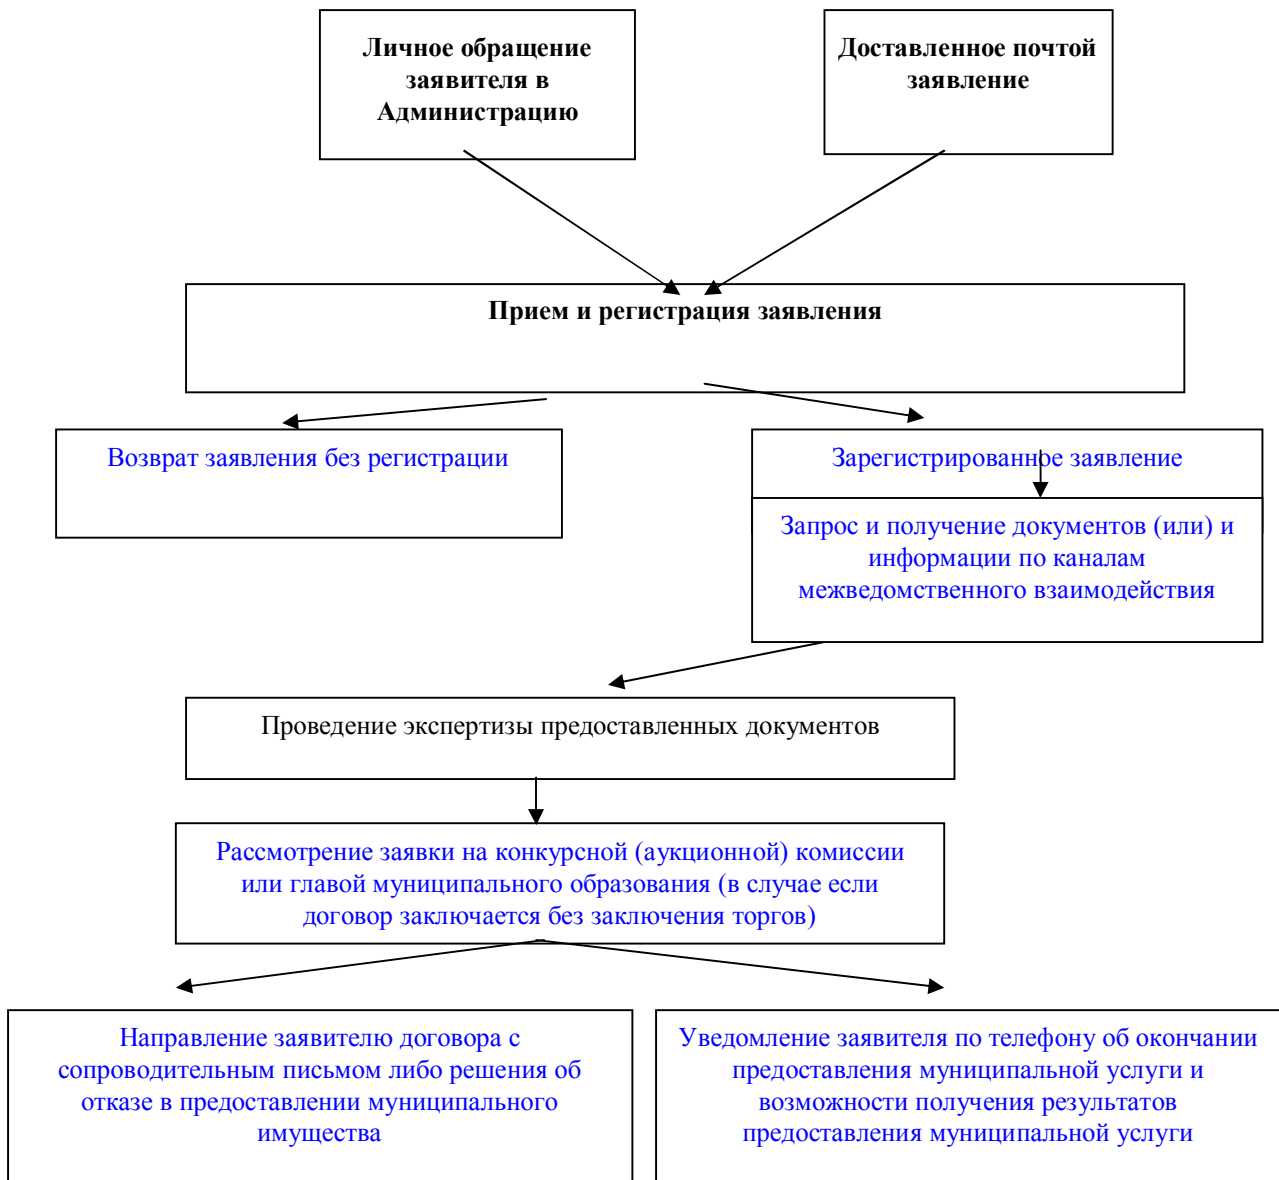 Личное обращение
заявителя в
Администрацию
Доставленное почтой
заявление
Прием и регистрация заявления
Возврат заявления без регистрации
Зарегистрированное заявление
Запрос и получение документов (или) и
информации по каналам
межведомственного взаимодействия
Проведение экспертизы предоставленных документов
Рассмотрение заявки на конкурсной (аукционной) комиссии
или главой муниципального образования (в случае если
договор заключается без заключения торгов)
Направление заявителю договора с
сопроводительным письмом либо решения об
отказе в предоставлении муниципального
имущества
Уведомление заявителя по телефону об окончании
предоставления муниципальной услуги и
возможности получения результатов
предоставления муниципальной услуги